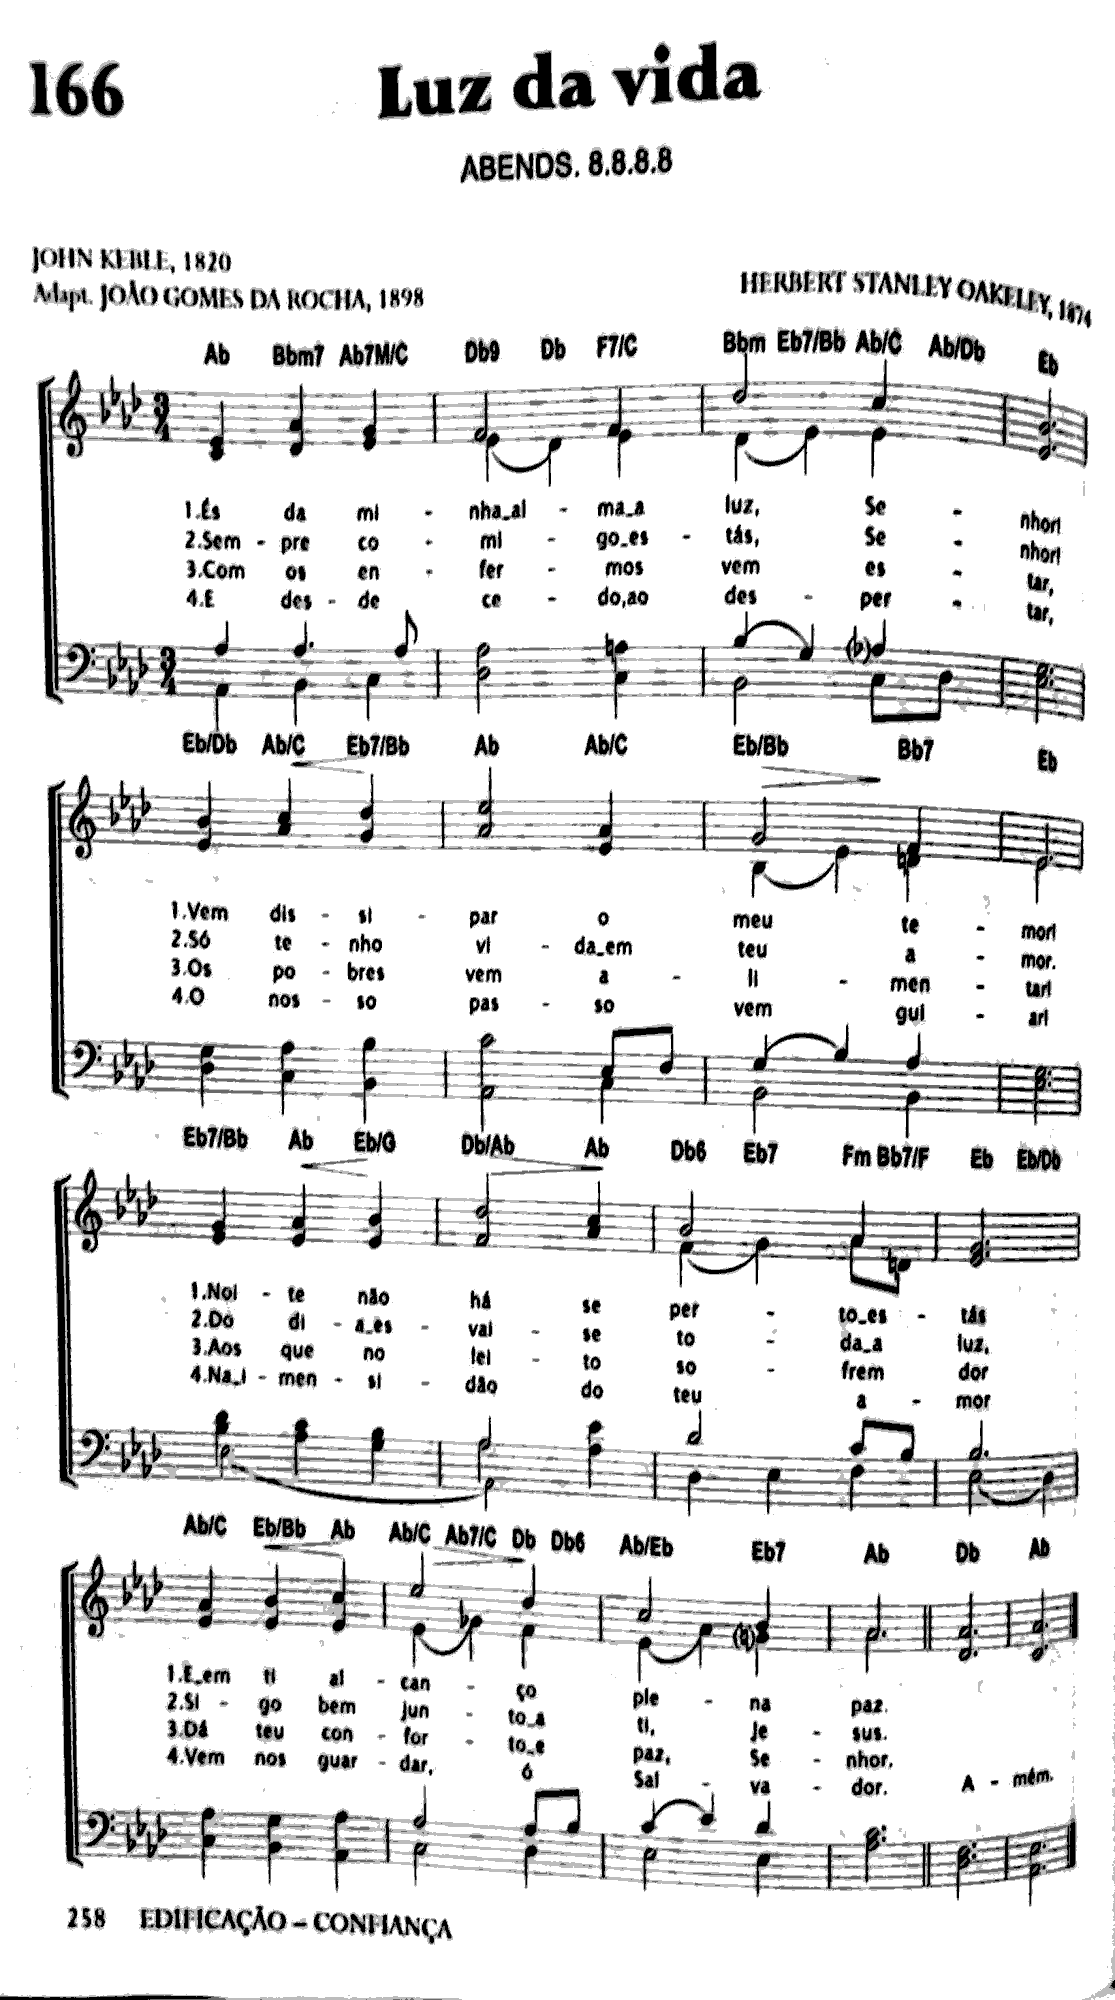 166 Luz da vida
ABENDS. 8.8.8.8
JOHN KEBLE, 1820
Adapt. JOÃO GOMES DA ROCHA, 1898
HERBERT STANLEY OAKELEY, 1874
Ab Bbm7 Ab7M/C Db9 Db F7/C Bbm Eb7/Bb Ab/C Ab/Db Eb
1.És da mi - nha_al - ma_a luz, Se - nhor!
2.Sem - pre co - mi - go_es - tás, Se - nhor!
3.Com os en - fer - mos vem es - tar,
4.E des - de ce - do,ao des - per - tar,
Eb/Db Ab/C Eb7/Bb Ab Ab/C Eb/Bb Bb7 Eb
1.Vem dis - si - par o meu te - mor!
2.Só te - nho vi - da_em teu a - mor.
3.Os po - bres vem a - li - men - tar!
4.O nos - so pas - so vem gui - ar!
Eb7/Bb Ab Eb/G Db/Ab Ab Db6 Eb7 Fm Bb7/F Eb Eb/Db
1.Noi - te não há se per - to_es - tás
2.Do di - a_es - vai - se to - da_a luz,
3.Aos que no lei - to so - frem dor
4.Na_i - men - si - dão do teu a - mor
Ab/C Eb/Bb Ab Ab/C Ab7/C Db Db6 Ab/Eb Eb7 Ab Db Ab
1.E_em ti al - can - ço ple - na paz.
2.Si - go bem jun - to_a ti, Je - sus.
3.Dá teu con - for - to_e paz, Se - nhor.
4.Vem nos guar - dar, ó Sal - va - dor. A - mém.
258 EDIFICAÇÃO – CONFIANÇA